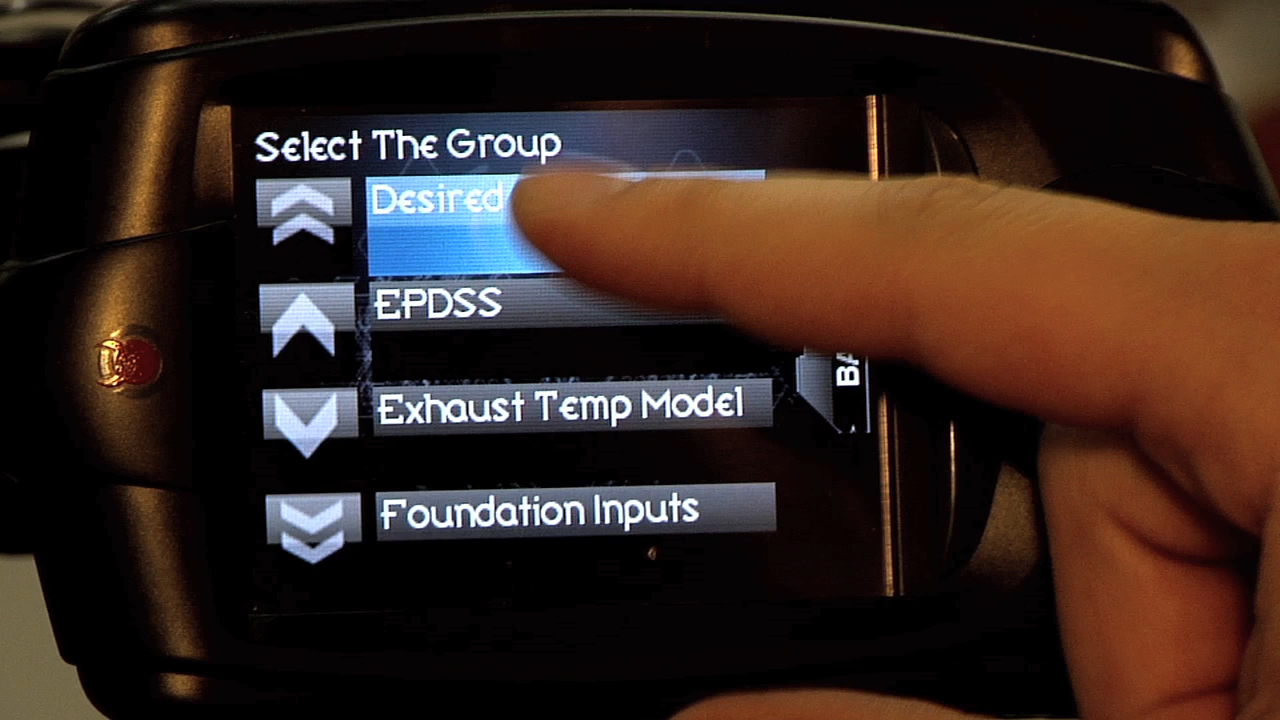 Select The Group
Desired
EPDSS
Exhaust Temp Model
Foundation Inputs